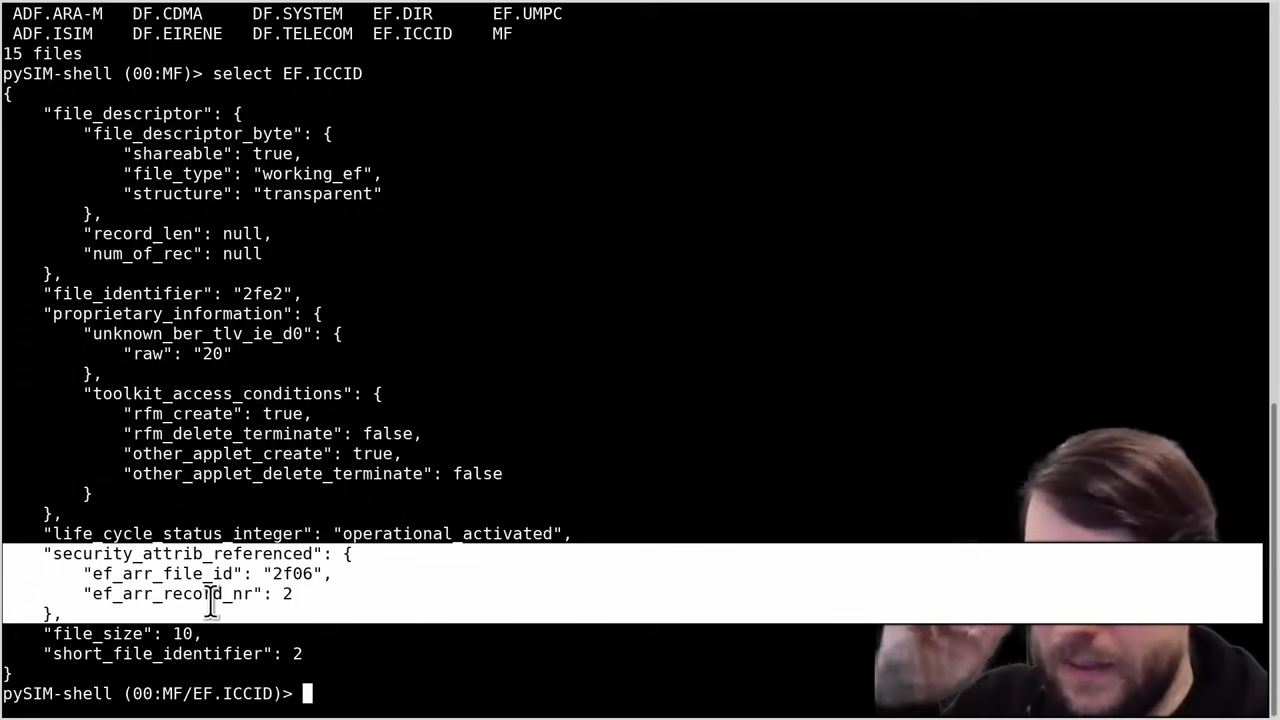 ADF.ARA-M DF.CDMA DF.SYSTEM EF.DIR EF.UMPC
ADF.ISIM DF.EIRENE DF.TELECOM EF.ICCID MF
15 files
pySIM-shell (00:MF)> select EF.ICCID
{
    "file_descriptor": {
        "file_descriptor_byte": {
            "shareable": true,
            "file_type": "working_ef",
            "structure": "transparent"
        },
        "record_len": null,
        "num_of_rec": null
    },
    "file_identifier": "2fe2",
    "proprietary_information": {
        "unknown_ber_tlv_ie_d0": {
            "raw": "20"
        },
        "toolkit_access_conditions": {
            "rfm_create": true,
            "rfm_delete_terminate": false,
            "other_applet_create": true,
            "other_applet_delete_terminate": false
        }
    },
    "life_cycle_status_integer": "operational_activated",
    "security_attrib_referenced": {
        "ef_arr_file_id": "2f06",
        "ef_arr_record_nr": 2
    },
    "file_size": 10,
    "short_file_identifier": 2
}
pySIM-shell (00:MF/EF.ICCID)>